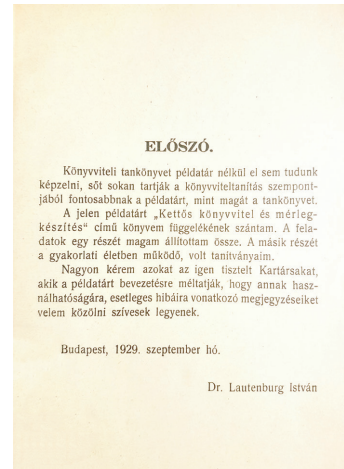 ELŐSZÓ.
Könyvviteli tankönyvet példatár nélkül el sem tudunk
képzelni, sőt sokan tartják a könyviteltanítás szempont-
jából fontosabbnak a példatárt, mint magát a tankönyvet.
A jelen példatárt „Kettős könyvvitel és mérleg-
készítés“ című könyvem függelékének szántam. A fela-
datok egy részét magam állítottam össze. A másik részét
a gyakorlati életben működő, volt tanítványaim.
Nagyon kérem azokat az igen tisztelt Kartársakat,
akik a példatárt bevezetésre méltatják, hogy annak hasz-
nálhatóságára, esetleges hibáira vonatkozó megjegyzéseiket
velem közölni szívesek legyenek.
Budapest, 1929. szeptember hó.
Dr. Lautenburg István